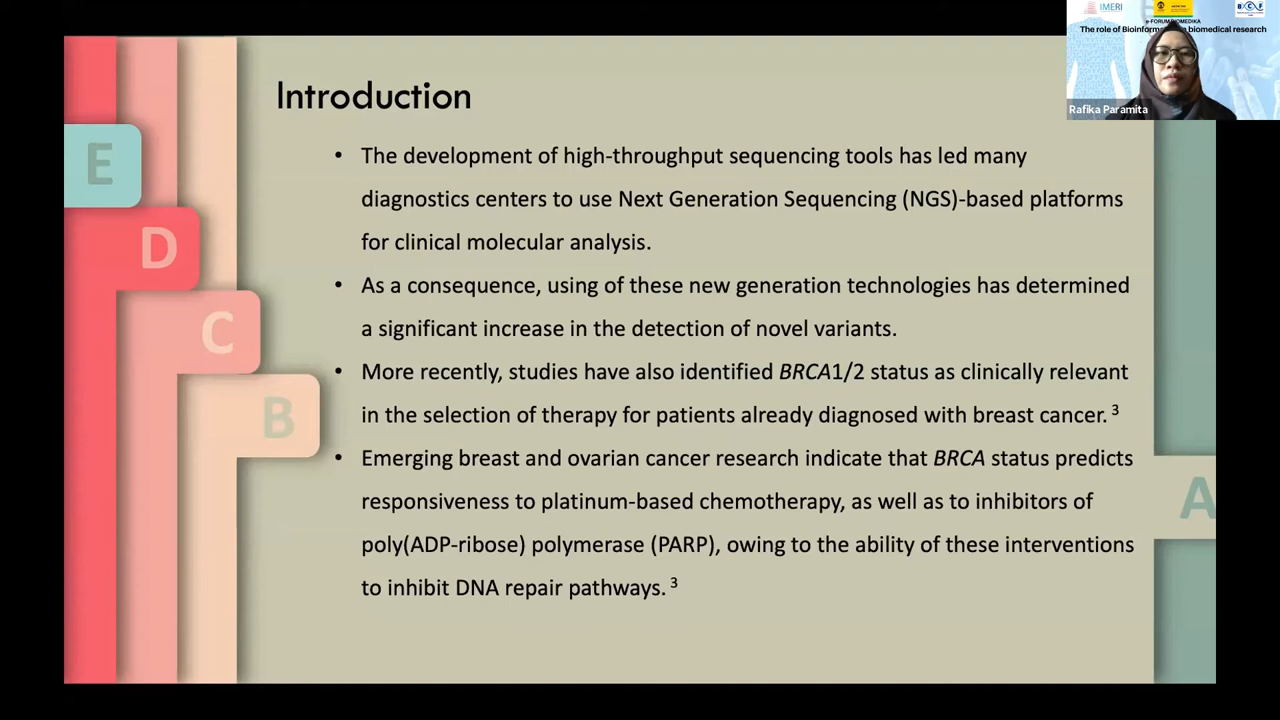 IMERI
B C F
e-FORUM BIOMEDIKA
The role of Bioinforma biomedical research
Rafika Paramita
Introduction
• The development of high-throughput sequencing tools has led many
diagnostics centers to use Next Generation Sequencing (NGS)-based platforms
for clinical molecular analysis.
• As a consequence, using of these new generation technologies has determined
a significant increase in the detection of novel variants.
• More recently, studies have also identified BRCA1/2 status as clinically relevant
in the selection of therapy for patients already diagnosed with breast cancer. 3
• Emerging breast and ovarian cancer research indicate that BRCA status predicts
responsiveness to platinum-based chemotherapy, as well as to inhibitors of
poly(ADP-ribose) polymerase (PARP), owing to the ability of these interventions
to inhibit DNA repair pathways. 3
E
D
C
B
A